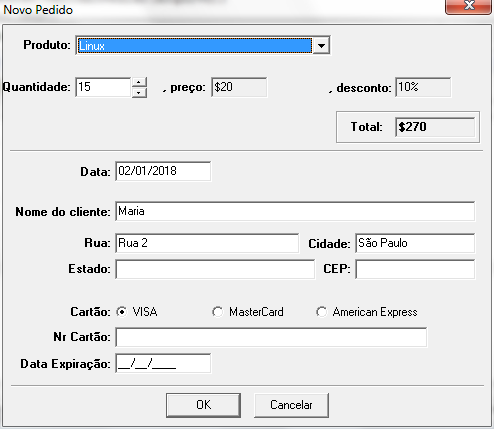 Novo Pedido
Produto: Linux
Quantidade: 15 , preço: $20 , desconto: 10%
Total: $270
Data: 02/01/2018
Nome do cliente: Maria
Rua: Rua 2 Cidade: São Paulo
Estado: CEP:
Cartão: VISA MasterCard American Express
Nr Cartão:
Data Expiração: __/__/____
OK Cancelar